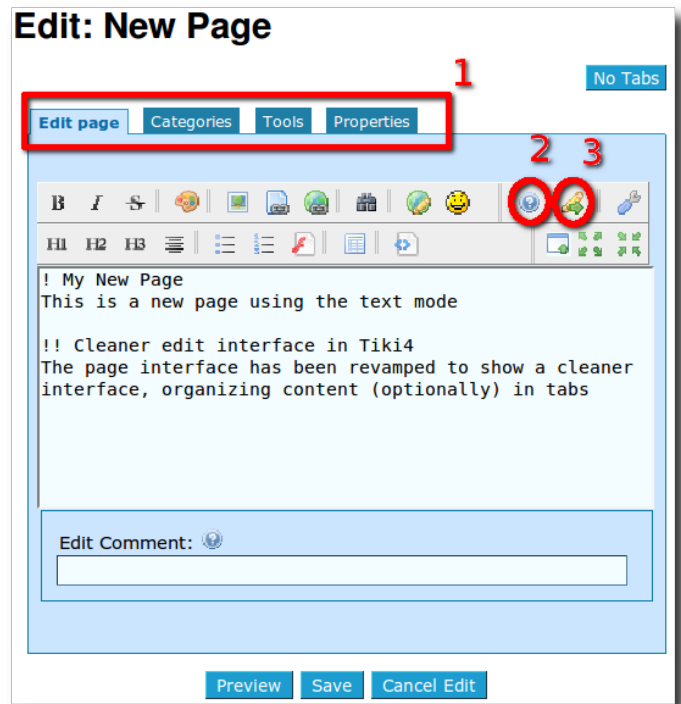 Edit: New Page
1
No Tabs
Edit page Categories Tools Properties
2 3
B I S
H1 H2 H3
! My New Page
This is a new page using the text mode
!! Cleaner edit interface in Tiki4
The page interface has been revamped to show a cleaner
interface, organizing content (optionally) in tabs
Edit Comment:
Preview Save Cancel Edit